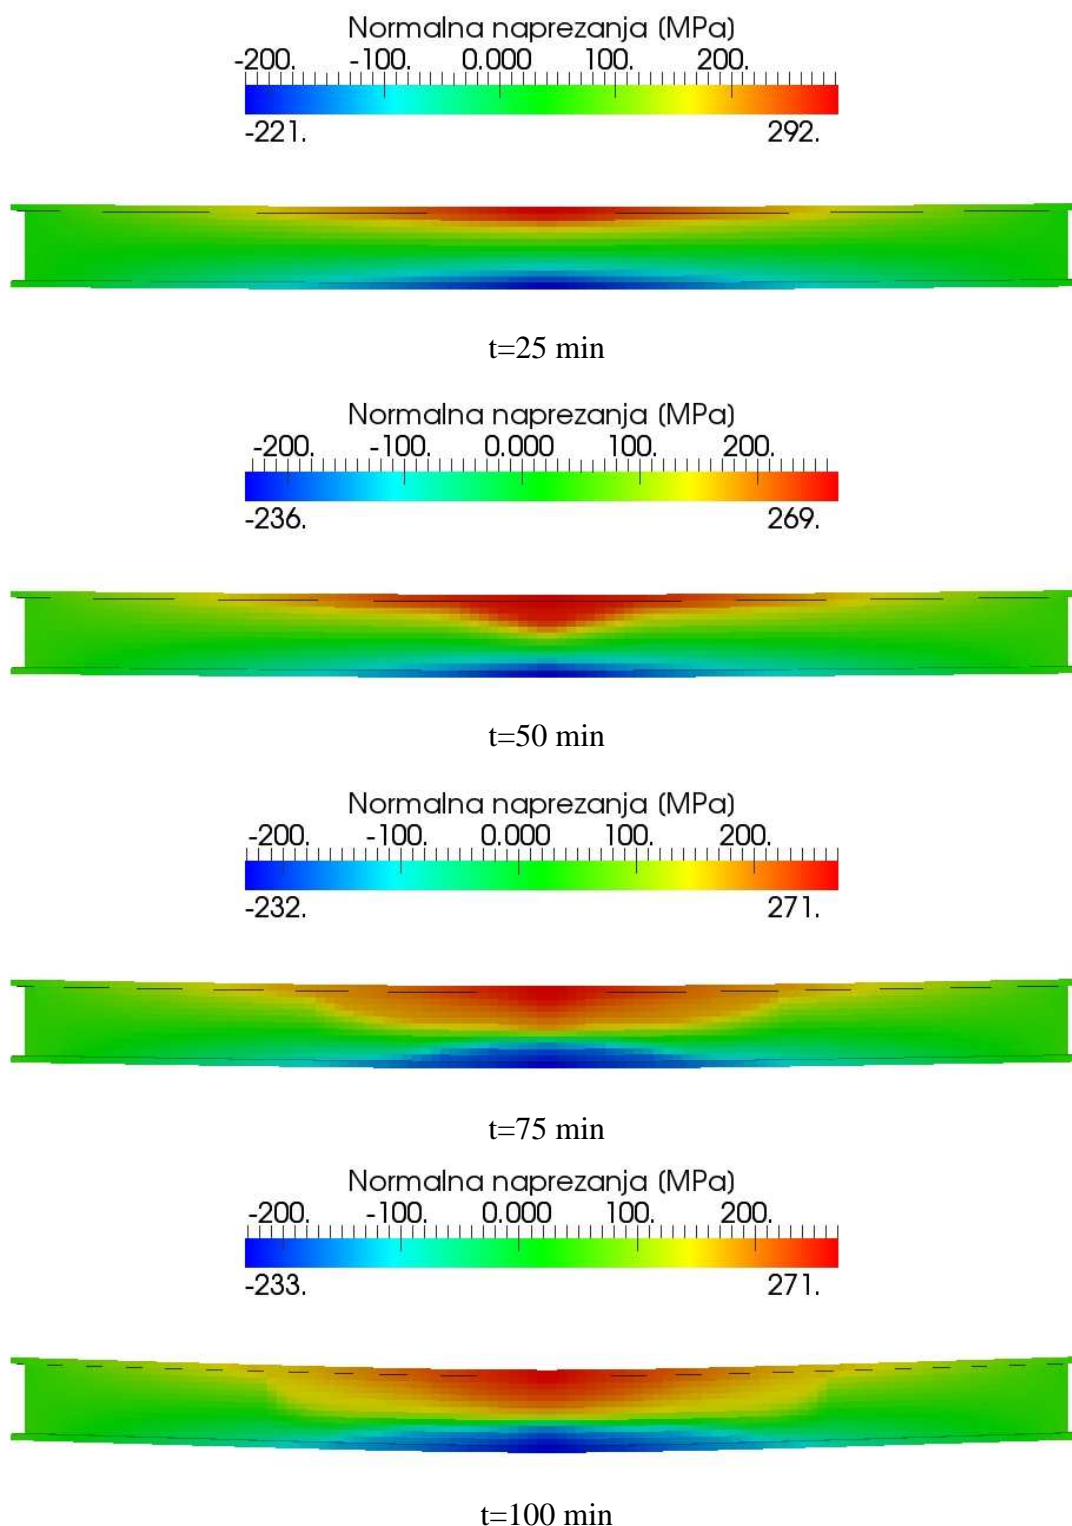 Normalna naprezanja (MPa)
-200. -100. 0.000 100. 200.
-221. 292.
t=25 min
Normalna naprezanja (MPa)
-200. -100. 0.000 100. 200.
-236. 269.
t=50 min
Normalna naprezanja (MPa)
-200. -100. 0.000 100. 200.
-232. 271.
t=75 min
Normalna naprezanja (MPa)
-200. -100. 0.000 100. 200.
-233. 271.
t=100 min